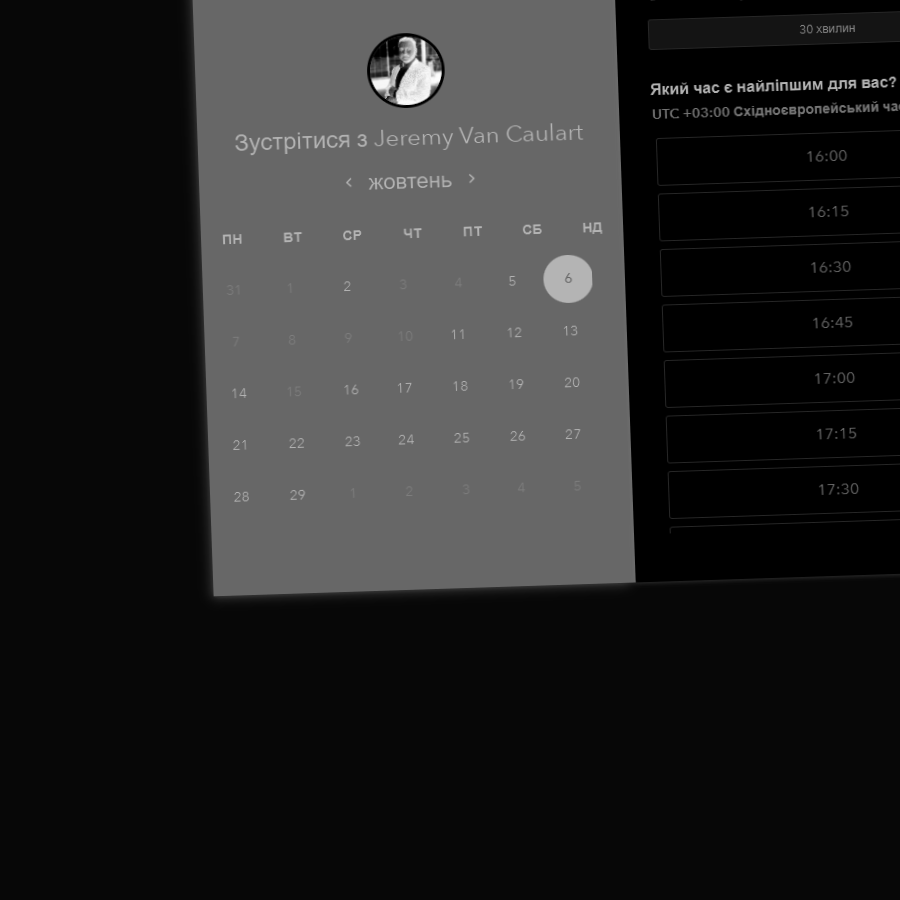 Зустрітися з Jeremy Van Caulart
‹ жовтень ›
ПН ВТ СР ЧТ ПТ СБ НД
31 1 2 3 4 5 6
7 8 9 10 11 12 13
14 15 16 17 18 19 20
21 22 23 24 25 26 27
28 29 1 2 3 4 5
30 хвилин
Який час є найліпшим для вас?
UTC +03:00 Східноєвропейський
16:00
16:15
16:30
16:45
17:00
17:15
17:30